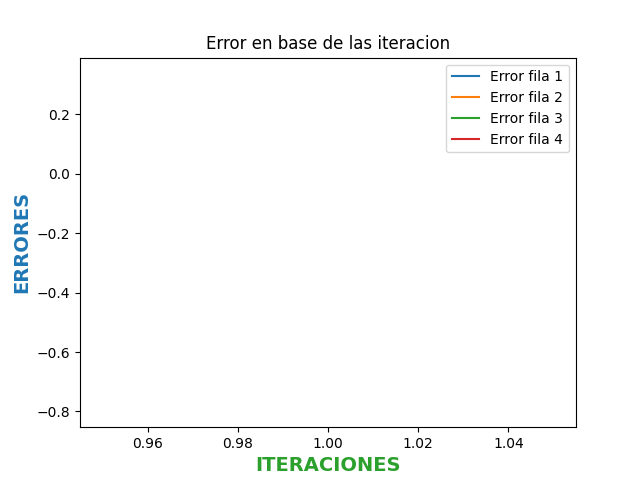 Error en base de las iteracion
Error fila 1
Error fila 2
Error fila 3
Error fila 4
0.2
0.0
−0.2
−0.4
−0.6
−0.8
ERRORES
0.96 0.98 1.00 1.02 1.04
ITERACIONES